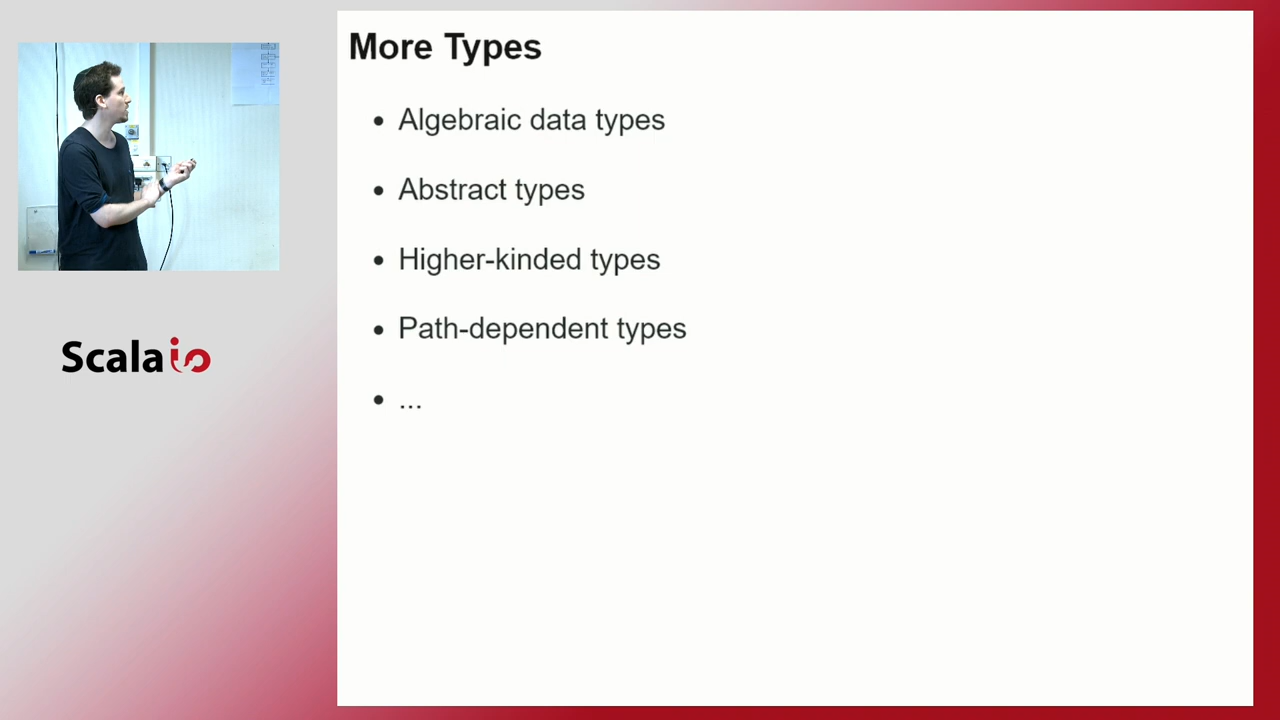 More Types
• Algebraic data types
• Abstract types
• Higher-kinded types
• Path-dependent types
• ...
Scala io